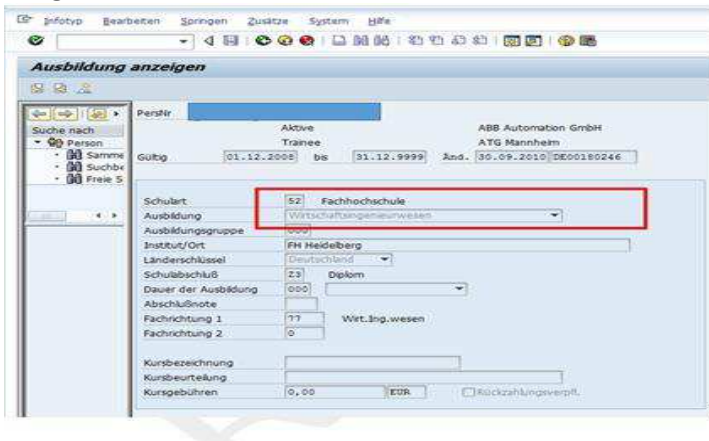 Infotyp Bearbeiten Springen Zusätze System Hilfe
Ausbildung anzeigen
PersNr
Suche nach
Aktive ABB Automation GmbH
Person
Trainee ATG Mannheim
Samme
Gültig 01.12.2008 bis 31.12.9999 Änd. 30.09.2010 DE00180246
Suchbe
Freie S
Schulart 52 Fachhochschule
Ausbildung Wirtschaftsingenieurwesen
Ausbildungsgruppe 000
Institut/Ort FH Heidelberg
Länderschlüssel Deutschland
Schulabschluß 23 Diplom
Dauer der Ausbildung 000
Abschlußnote
Fachrichtung 1 77 Wirt.Ing.wesen
Fachrichtung 2 0
Kursbezeichnung
Kursbeurteilung
Kursgebühren 0,00 EUR Rückzahlungsverpfl.